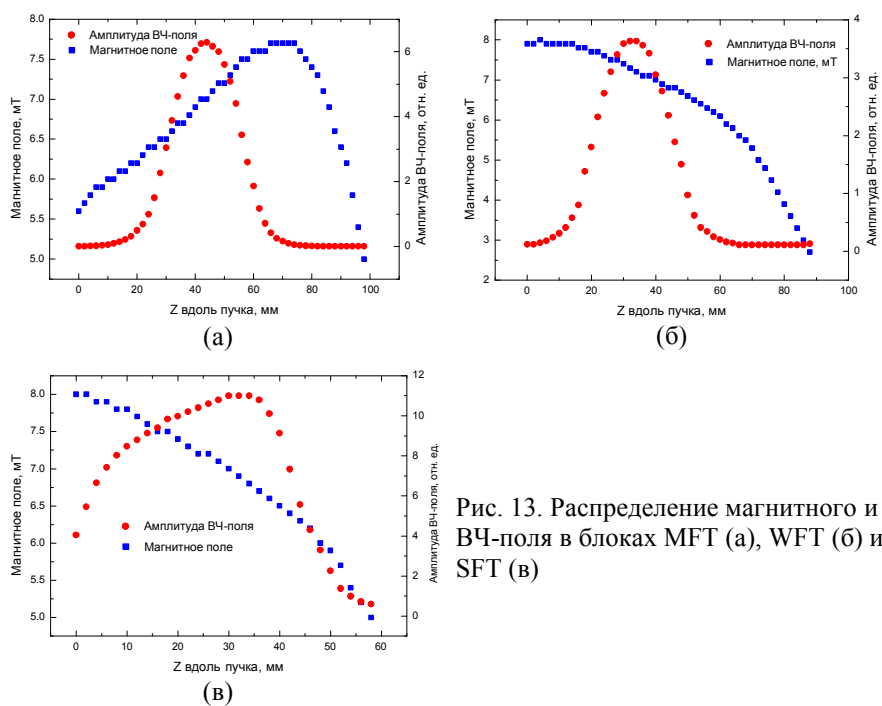 8.0
7.5
7.0
6.5
6.0
5.5
5.0
Магнитное поле, мТ
Амплитуда ВЧ-поля
Магнитное поле
6
4
2
0
Амплитуда ВЧ-поля, отн. ед.
0 20 40 60 80 100
Z вдоль пучка, мм
(а)
8
7
6
5
4
3
2
Магнитное поле, мТ
Амплитуда ВЧ-поля
Магнитное поле, мТ
4
3
2
1
0
Амплитуда ВЧ-поля, отн. ед.
0 20 40 60 80 100
Z вдоль пучка, мм
(б)
8.0
7.5
7.0
6.5
6.0
5.5
5.0
Магнитное поле, мТ
Амплитуда ВЧ-поля
Магнитное поле
12
10
8
6
4
2
0
Амплитуда ВЧ-поля, отн. ед.
0 10 20 30 40 50 60
Z вдоль пучка, мм
(в)
Рис. 13. Распределение магнитного и
ВЧ-поля в блоках MFT (а), WFT (б) и
SFT (в)